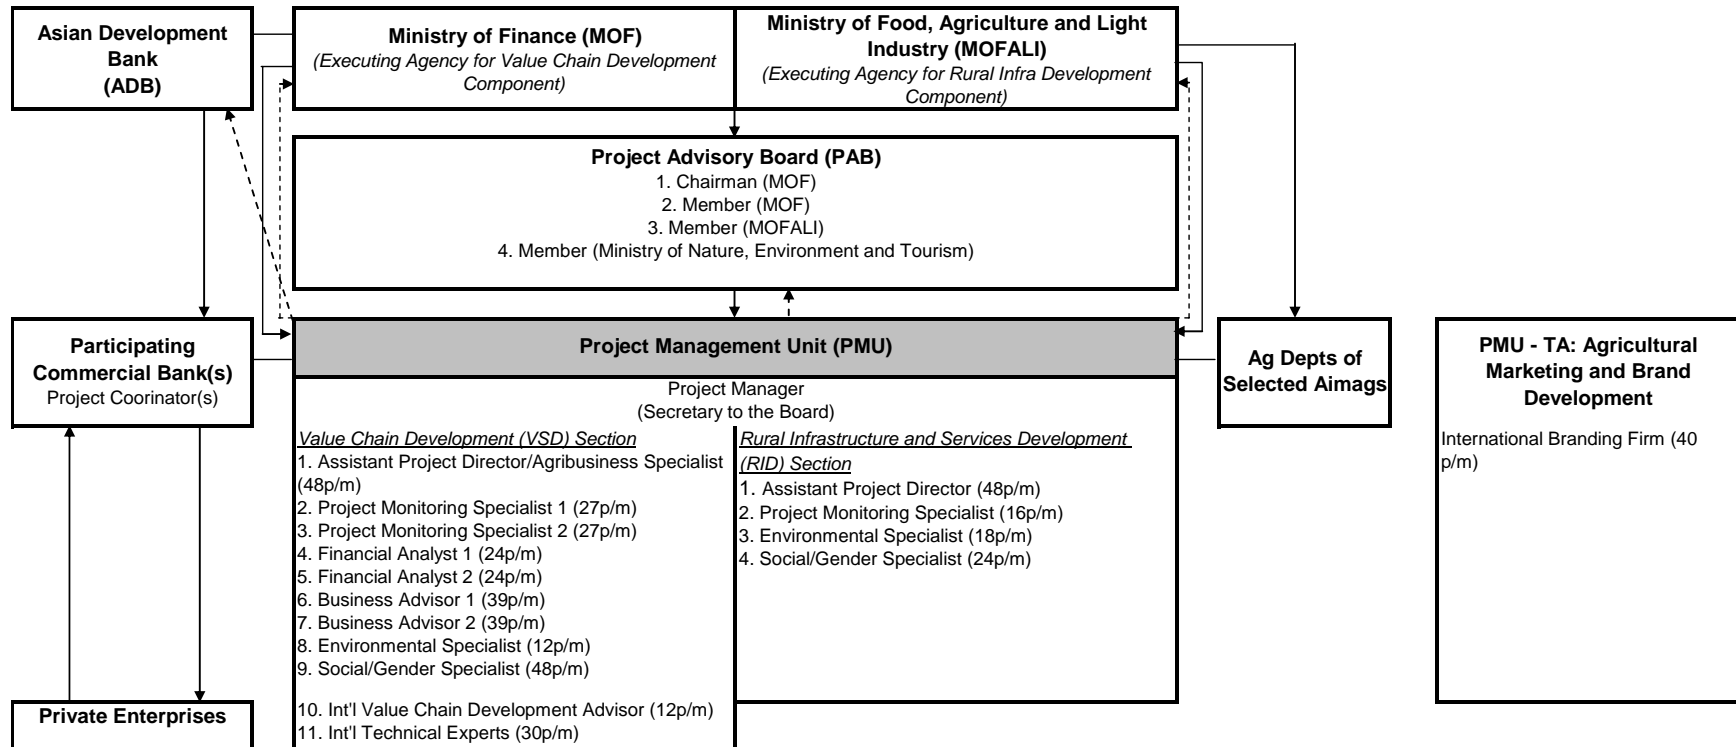 Asian Development
Bank
(ADB)
Ministry of Finance (MOF)
(Executing Agency for Value Chain Development
Component)
Ministry of Food, Agriculture and Light
Industry (MOFALI)
(Executing Agency for Rural Infra Development
Component)
Project Advisory Board (PAB)
1. Chairman (MOF)
2. Member (MOF)
3. Member (MOFALI)
4. Member (Ministry of Nature, Environment and Tourism)
Participating
Commercial Bank(s)
Project Coorinator(s)
Project Management Unit (PMU)
Project Manager
(Secretary to the Board)
Value Chain Development (VSD) Section
1. Assistant Project Director/Agribusiness Specialist
(48p/m)
2. Project Monitoring Specialist 1 (27p/m)
3. Project Monitoring Specialist 2 (27p/m)
4. Financial Analyst 1 (24p/m)
5. Financial Analyst 2 (24p/m)
6. Business Advisor 1 (39p/m)
7. Business Advisor 2 (39p/m)
8. Environmental Specialist (12p/m)
9. Social/Gender Specialist (48p/m)
10. Int'l Value Chain Development Advisor (12p/m)
11. Int'l Technical Experts (30p/m)
Rural Infrastructure and Services Development
(RID) Section
1. Assistant Project Director (48p/m)
2. Project Monitoring Specialist (16p/m)
3. Environmental Specialist (18p/m)
4. Social/Gender Specialist (24p/m)
Ag Depts of
Selected Aimags
PMU - TA: Agricultural
Marketing and Brand
Development
International Branding Firm (40
p/m)
Private Enterprises